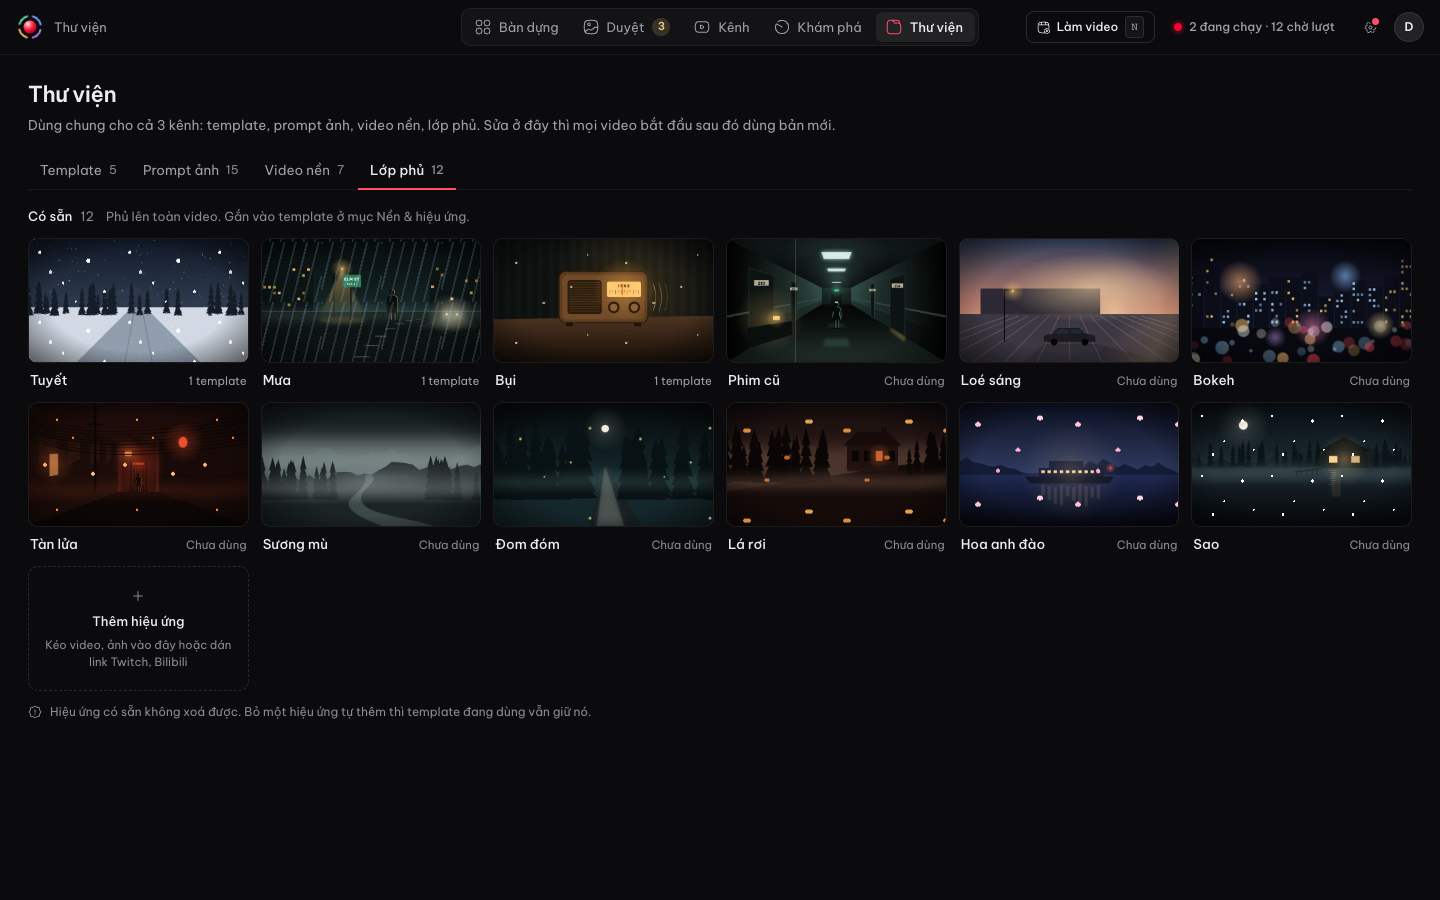 Thư viện
Bàn dựng
Duyệt 3
Kênh
Khám phá
Thư viện
Làm video N
2 đang chạy · 12 chờ lượt
D
Thư viện
Dùng chung cho cả 3 kênh: template, prompt ảnh, video nền, lớp phủ. Sửa ở đây thì mọi video bắt đầu sau đó dùng bản mới.
Template 5
Prompt ảnh 15
Video nền 7
Lớp phủ 12
Có sẵn 12 Phủ lên toàn video. Gắn vào template ở mục Nền & hiệu ứng.
Tuyết 1 template
Mưa 1 template
Bụi 1 template
Phim cũ Chưa dùng
Loé sáng Chưa dùng
Bokeh Chưa dùng
Tàn lửa Chưa dùng
Sương mù Chưa dùng
Đom đóm Chưa dùng
Lá rơi Chưa dùng
Hoa anh đào Chưa dùng
Sao Chưa dùng
Thêm hiệu ứng
Kéo video, ảnh vào đây hoặc dán
link Twitch, Bilibili
Hiệu ứng có sẵn không xoá được. Bỏ một hiệu ứng tự thêm thì template đang dùng vẫn giữ nó.